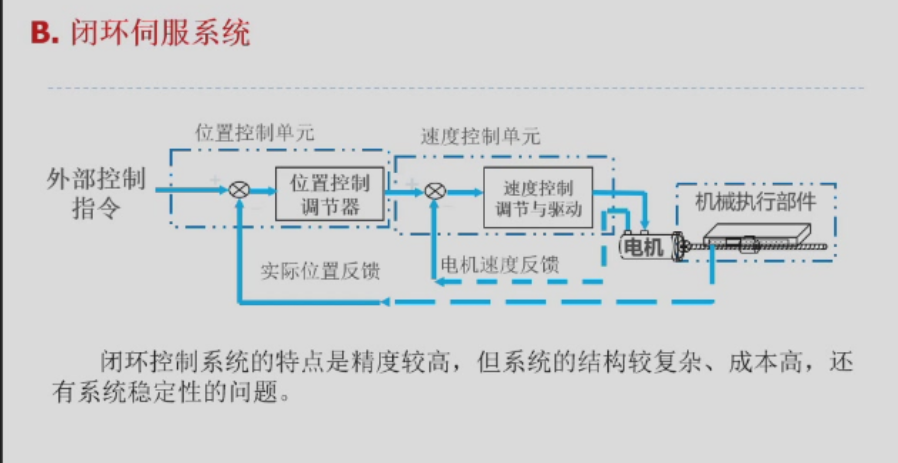 B. 闭环伺服系统
位置控制单元
速度控制单元
外部控制
指令
位置控制
调节器
速度控制
调节与驱动
机械执行部件
电机
实际位置反馈
电机速度反馈
闭环控制系统的特点是精度较高，但系统的结构较复杂、成本高，还
有系统稳定性的问题。